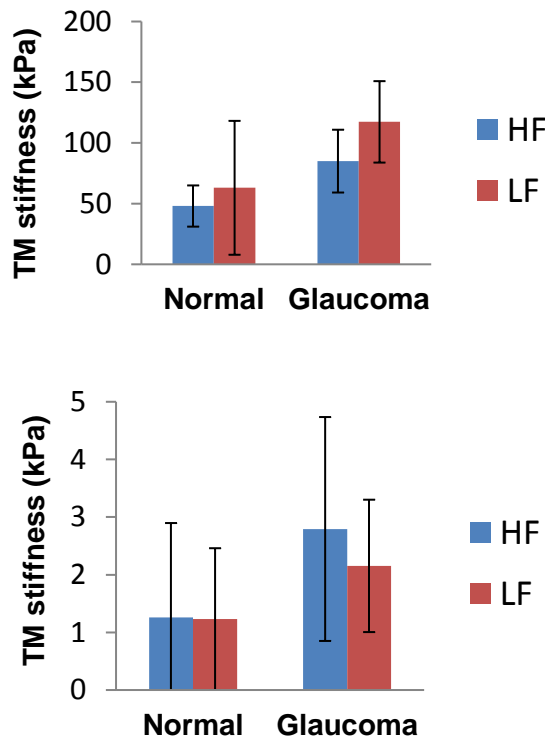 TM stiffness (kPa)
200
150
100
50
0
Normal Glaucoma
HF
LF
TM stiffness (kPa)
5
4
3
2
1
0
Normal Glaucoma
HF
LF